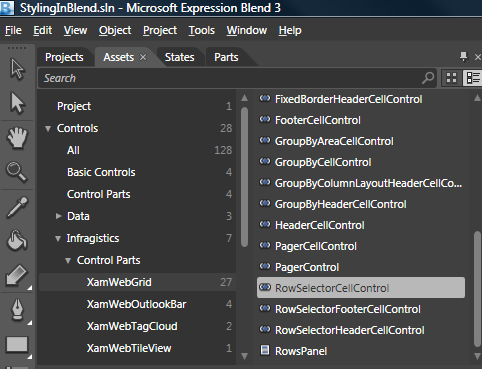 StylingInBlend.sln - Microsoft Expression Blend 3
File Edit View Object Project Tools Window Help
Projects Assets × States Parts
Search
Project 1
Controls 28
All 128
Basic Controls 4
Control Parts 4
Data 3
Infragistics 7
Control Parts
XamWebGrid 27
XamWebOutlookBar 4
XamWebTagCloud 2
XamWebTileView 1
FixedBorderHeaderCellControl
FooterCellControl
GroupByAreaCellControl
GroupByCellControl
GroupByColumnLayoutHeaderCellCo...
GroupByHeaderCellControl
HeaderCellControl
PagerCellControl
PagerControl
RowSelectorCellControl
RowSelectorFooterCellControl
RowSelectorHeaderCellControl
RowsPanel